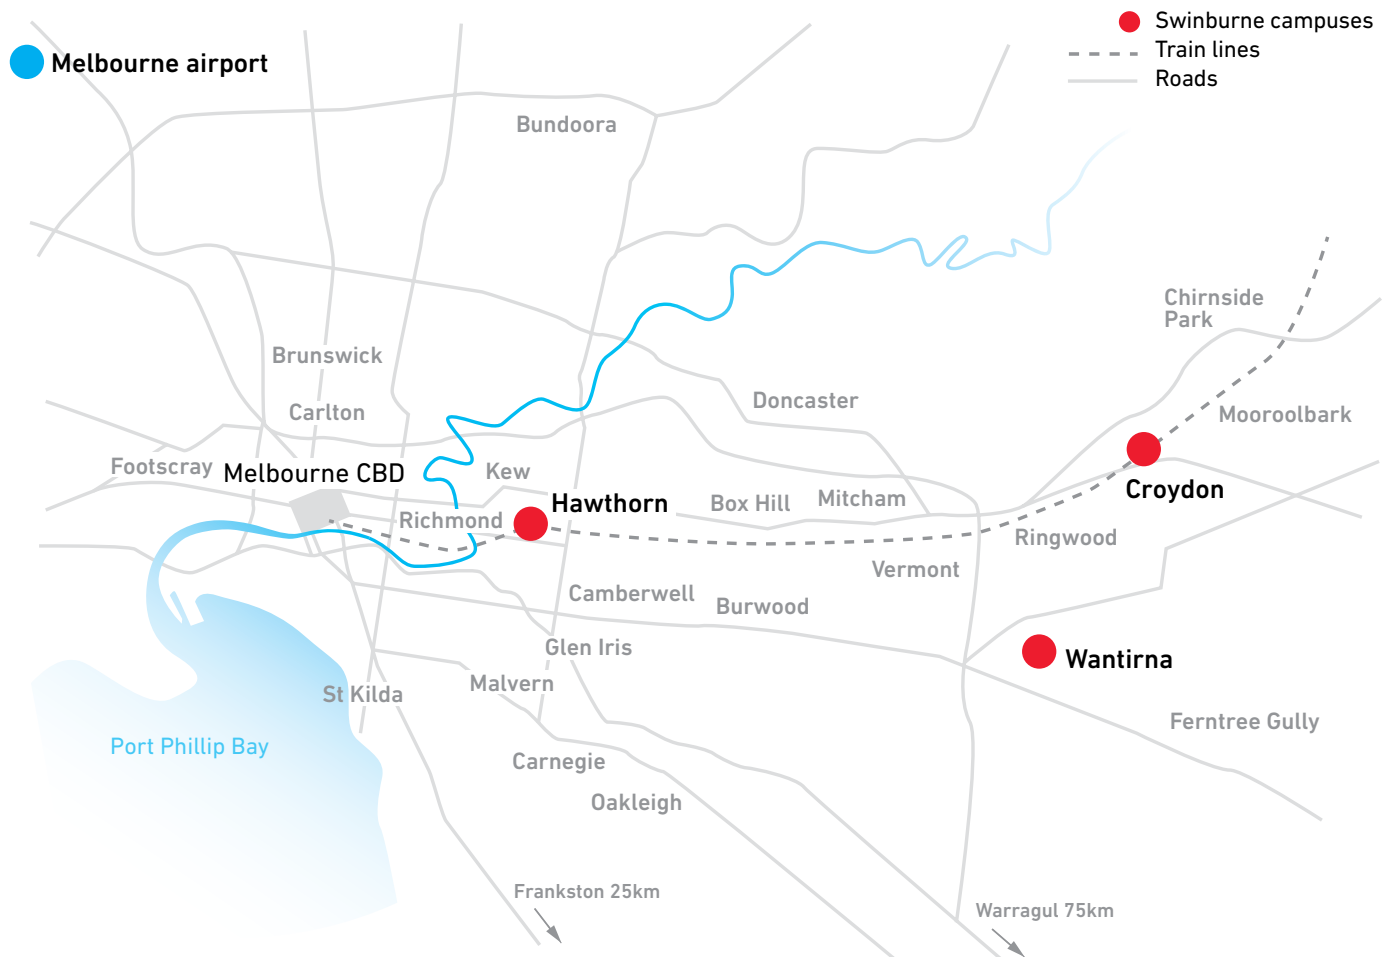 Swinburne campuses
Train lines
Roads
Melbourne airport
Bundoora
Chirnside
Park
Brunswick
Doncaster
Carlton
Mooroolbark
Footscray
Melbourne CBD
Kew
Croydon
Hawthorn
Box Hill
Mitcham
Richmond
Ringwood
Vermont
Camberwell
Burwood
Glen Iris
Wantirna
Malvern
St Kilda
Ferntree Gully
Port Phillip Bay
Carnegie
Oakleigh
Frankston 25km
Warragul 75km